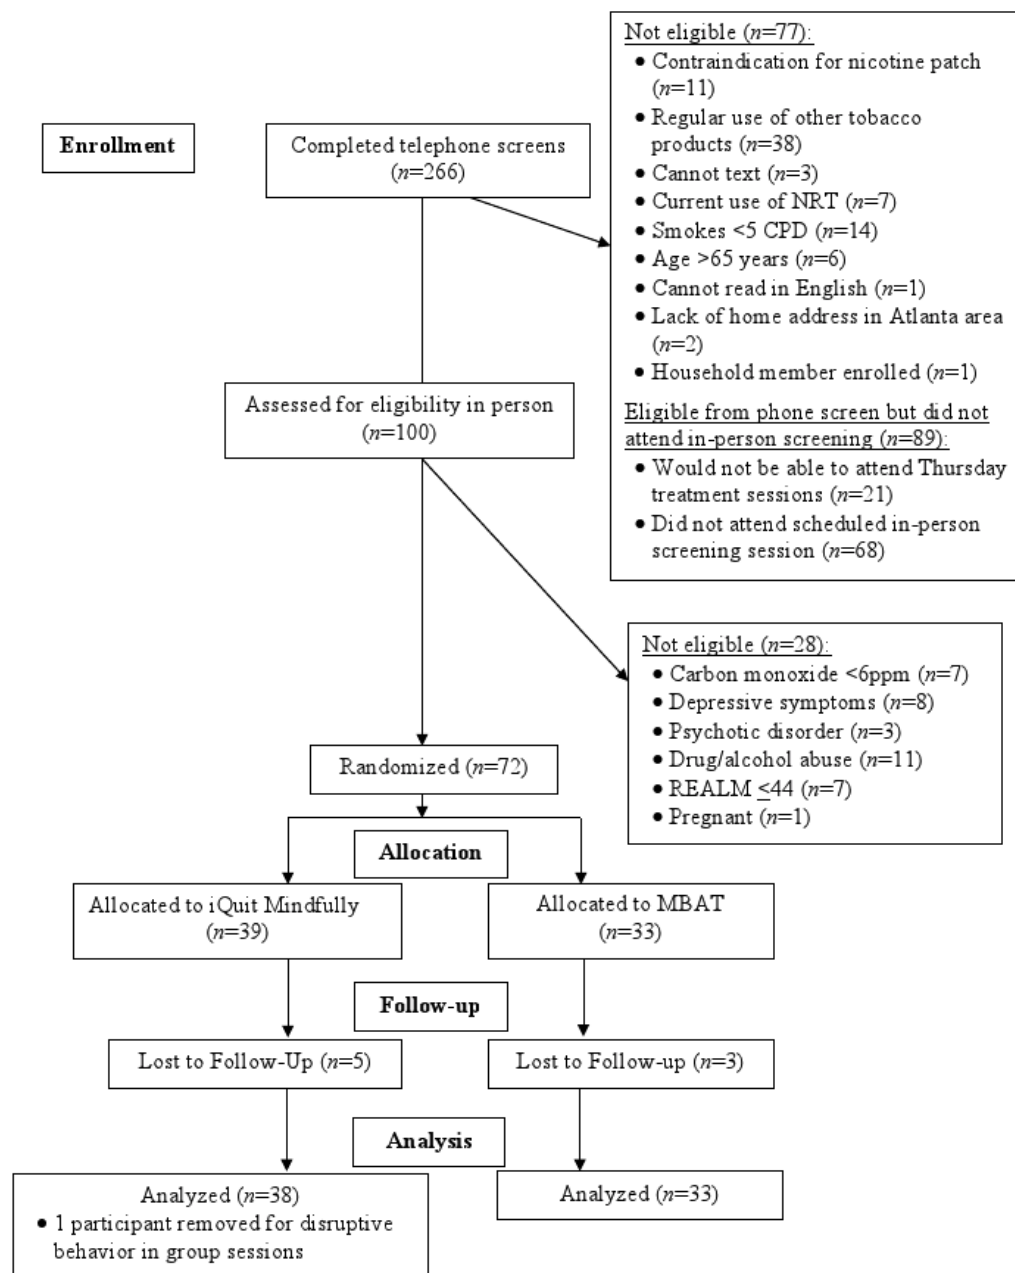 Enrollment
Completed telephone screens
(n=266)
Not eligible (n=77):
• Contraindication for nicotine patch
(n=11)
• Regular use of other tobacco
products (n=38)
• Cannot text (n=3)
• Current use of NRT (n=7)
• Smokes <5 CPD (n=14)
• Age >65 years (n=6)
• Cannot read in English (n=1)
• Lack of home address in Atlanta area
(n=2)
• Household member enrolled (n=1)
Eligible from phone screen but did not
attend in-person screening (n=89):
• Would not be able to attend Thursday
treatment sessions (n=21)
• Did not attend scheduled in-person
screening session (n=68)
Assessed for eligibility in person
(n=100)
Not eligible (n=28):
• Carbon monoxide <6ppm (n=7)
• Depressive symptoms (n=8)
• Psychotic disorder (n=3)
• Drug/alcohol abuse (n=11)
• REALM ≤44 (n=7)
• Pregnant (n=1)
Randomized (n=72)
Allocation
Allocated to iQuit Mindfully
(n=39)
Allocated to MBAT
(n=33)
Follow-up
Lost to Follow-Up (n=5)
Lost to Follow-up (n=3)
Analysis
Analyzed (n=38)
• 1 participant removed for disruptive
behavior in group sessions
Analyzed (n=33)